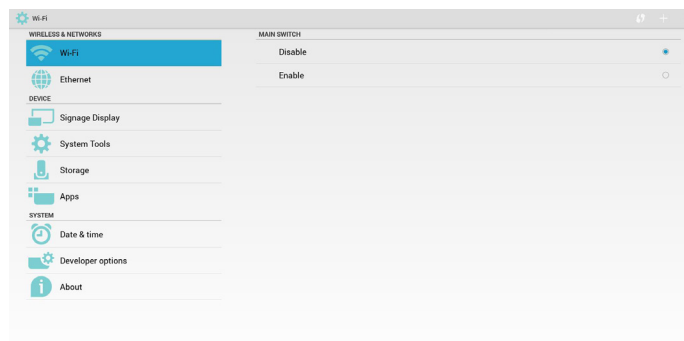 Wi-Fi
WIRELESS & NETWORKS
Wi-Fi
Ethernet
DEVICE
Signage Display
System Tools
Storage
Apps
SYSTEM
Date & time
Developer options
About
MAIN SWITCH
Disable
Enable